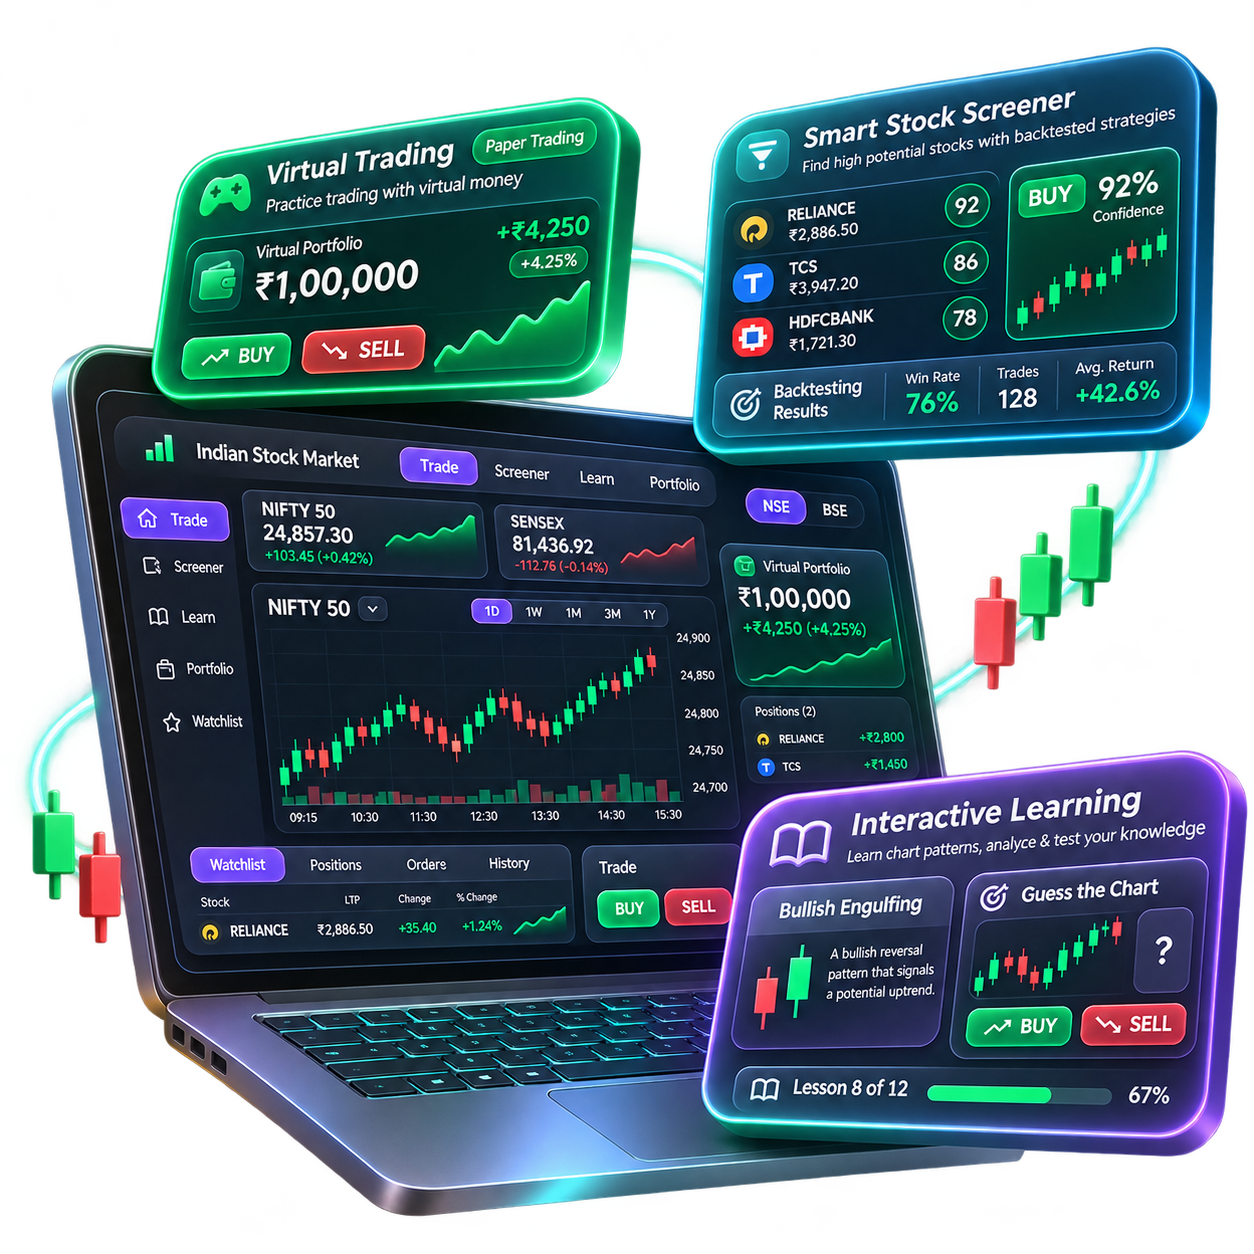 Virtual Trading
Paper Trading
Practice trading with virtual money
Virtual Portfolio
₹1,00,000
+₹4,250
+4.25%
BUY
SELL
Smart Stock Screener
Find high potential stocks with backtested strategies
RELIANCE
₹2,886.50
92
T
TCS
₹3,947.20
86
HDFCBANK
₹1,721.30
78
BUY
92%
Confidence
Backtesting
Results
Win Rate
76%
Trades
128
Avg. Return
+42.6%
Indian Stock Market
Trade
Screener
Learn
Portfolio
NSE
BSE
Trade
Screener
Learn
Portfolio
Watchlist
NIFTY 50
24,857.30
+103.45 (+0.42%)
SENSEX
81,436.92
-112.76 (-0.14%)
NIFTY 50
1D
1W
1M
3M
1Y
24,900
24,850
24,800
24,750
24,700
09:15
10:30
11:30
12:30
13:30
14:30
15:30
Virtual Portfolio
₹1,00,000
+₹4,250 (+4,25%)
Positions (2)
RELIANCE
+₹2,800
T
TCS
+₹1,450
Watchlist
Positions
Orders
History
Stock
LTP
Change
% Change
RELIANCE
₹2,886.50
+35.40
+1.24%
Trade
BUY
SELL
Interactive Learning
Learn chart patterns, analyze & test your knowledge
Bullish Engulfing
A bullish reversal
pattern that signals
a potential uptrend.
Guess the Chart
?
BUY
SELL
Lesson 8 of 12
67%